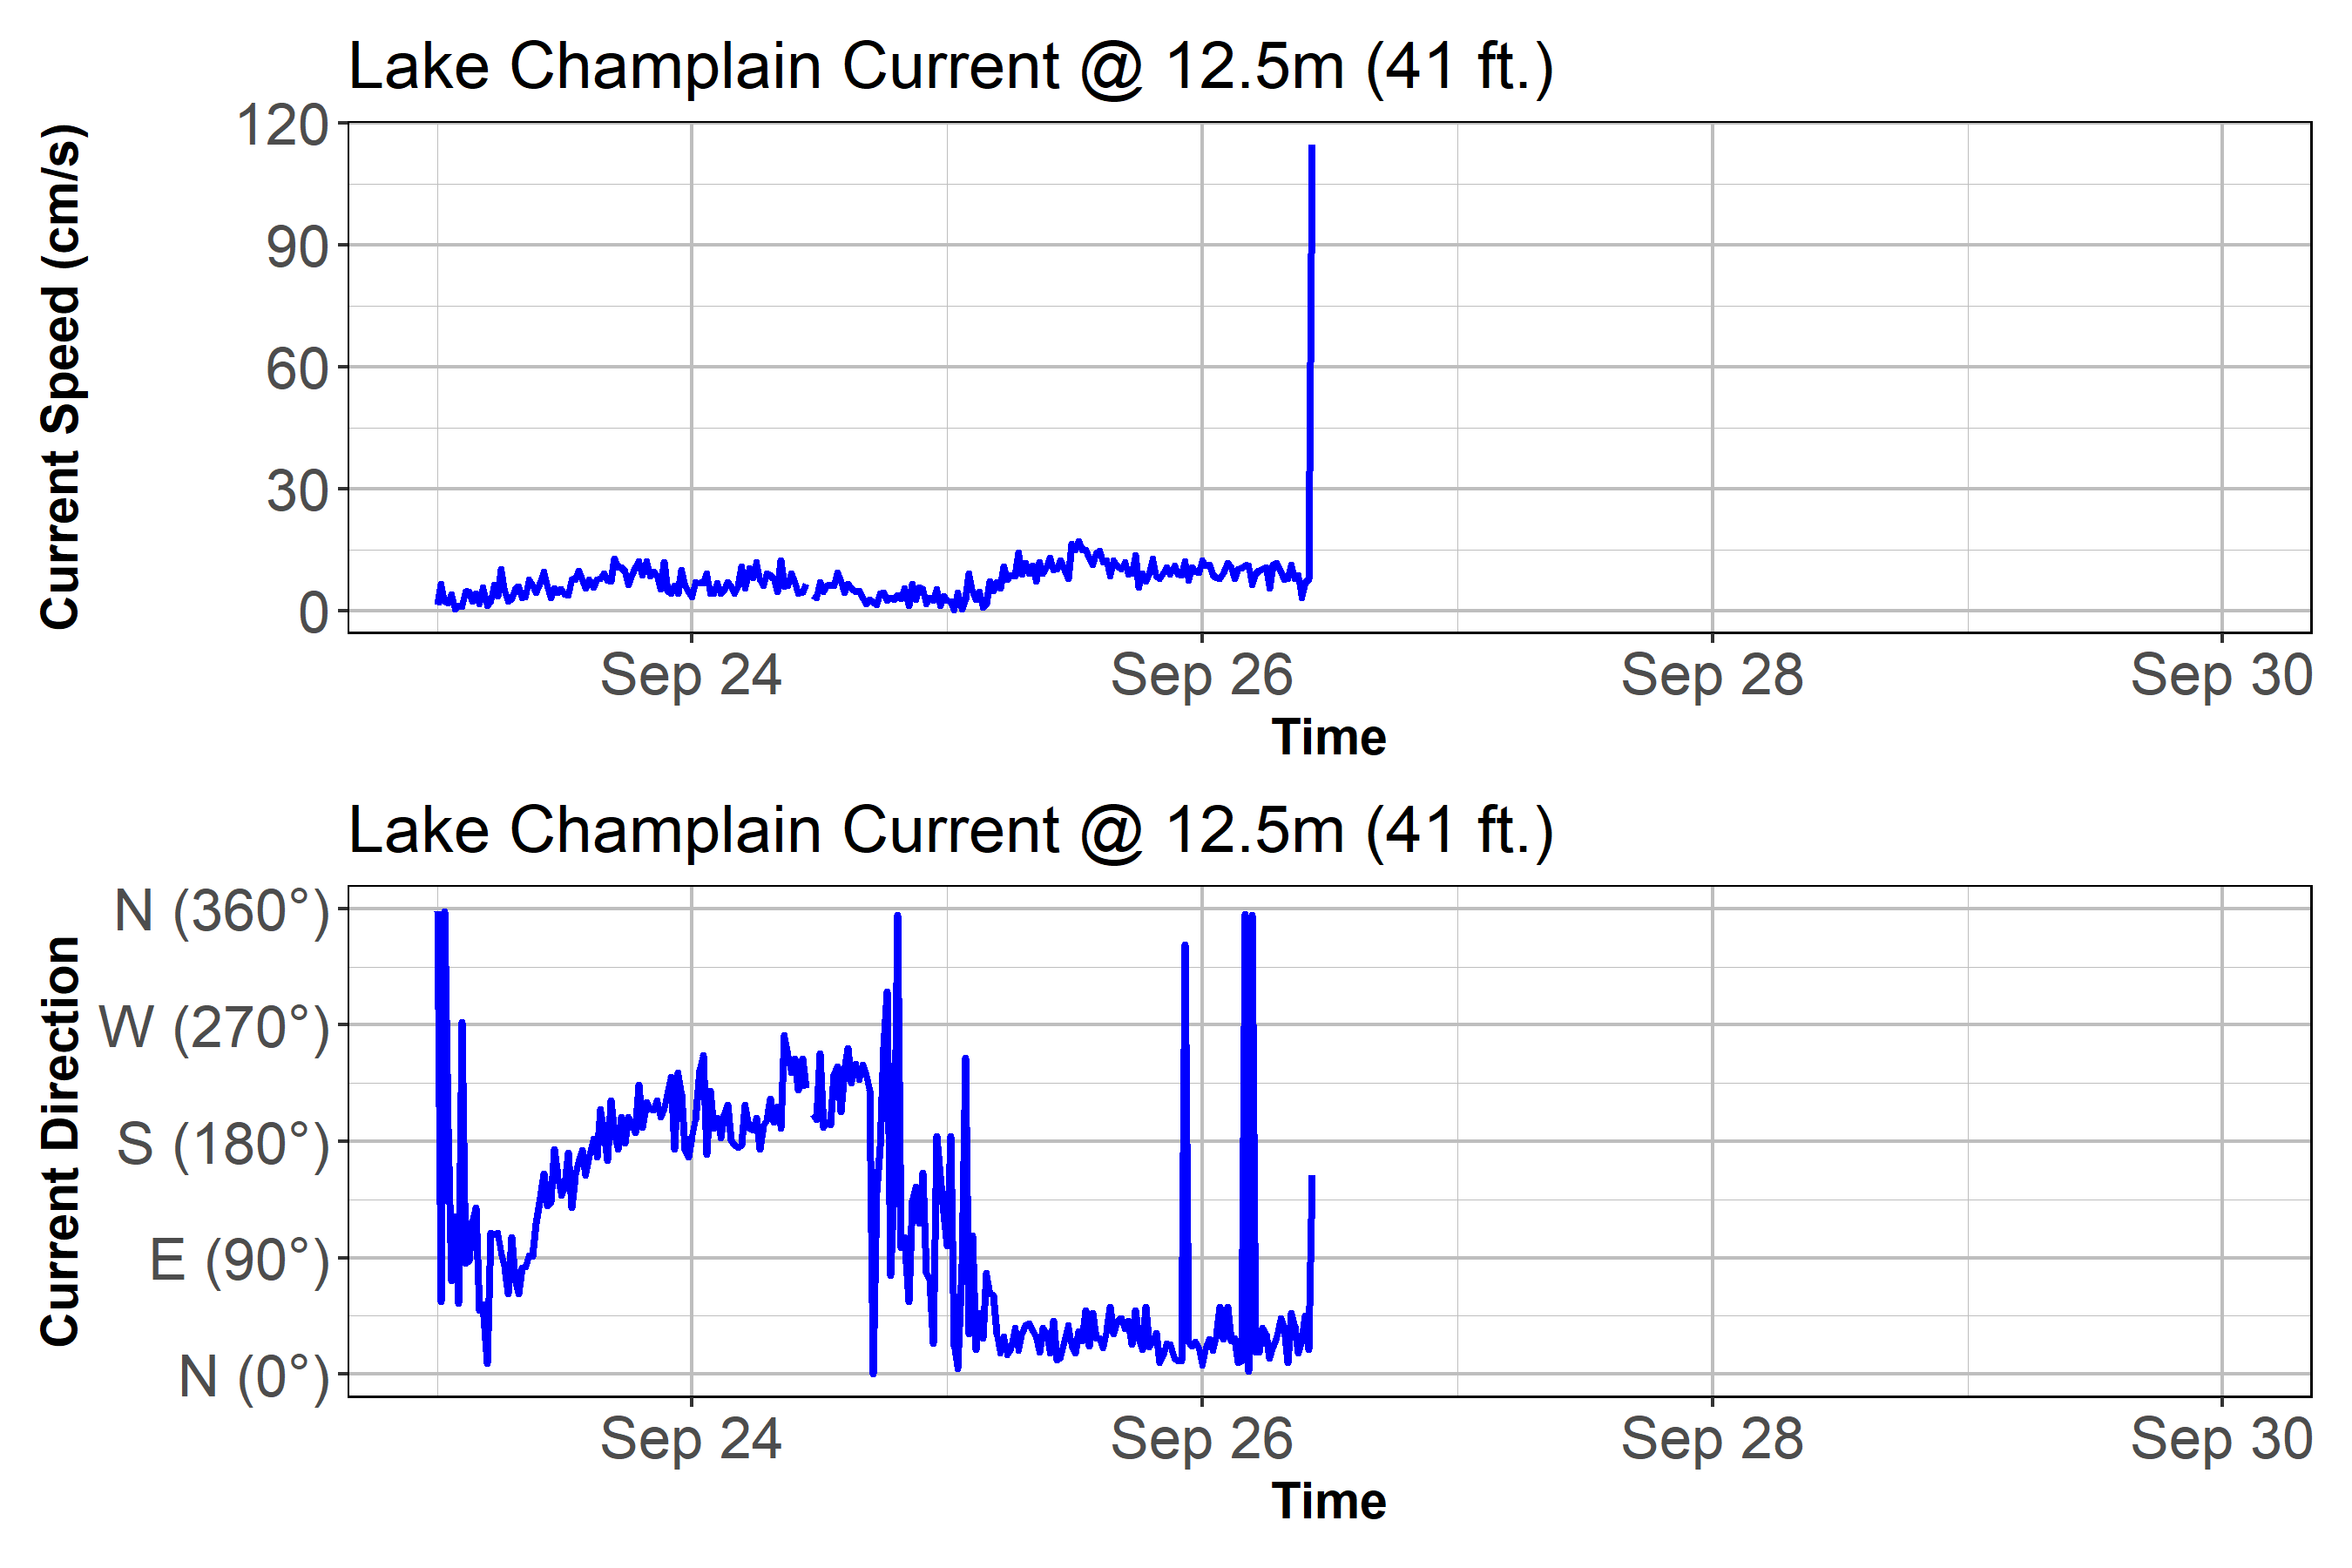 Lake Champlain Current @ 12.5m (41 ft.)
120
90
60
30
0
Current Speed (cm/s)
Sep 24 Sep 26 Sep 28 Sep 30
Time
Lake Champlain Current @ 12.5m (41 ft.)
N (360°)
W (270°)
S (180°)
E (90°)
N (0°)
Current Direction
Sep 24 Sep 26 Sep 28 Sep 30
Time